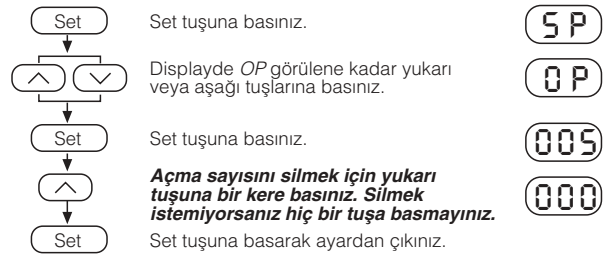 Set Set tuşuna basınız. SP
Displayde OP görülene kadar yukarı
veya aşağı tuşlarına basınız. OP
Set Set tuşuna basınız. 005
Açma sayısını silmek için yukarı
tuşuna bir kere basınız. Silmek 000
istemiyorsanız hiç bir tuşa basmayınız.
Set Set tuşuna basarak ayardan çıkınız.